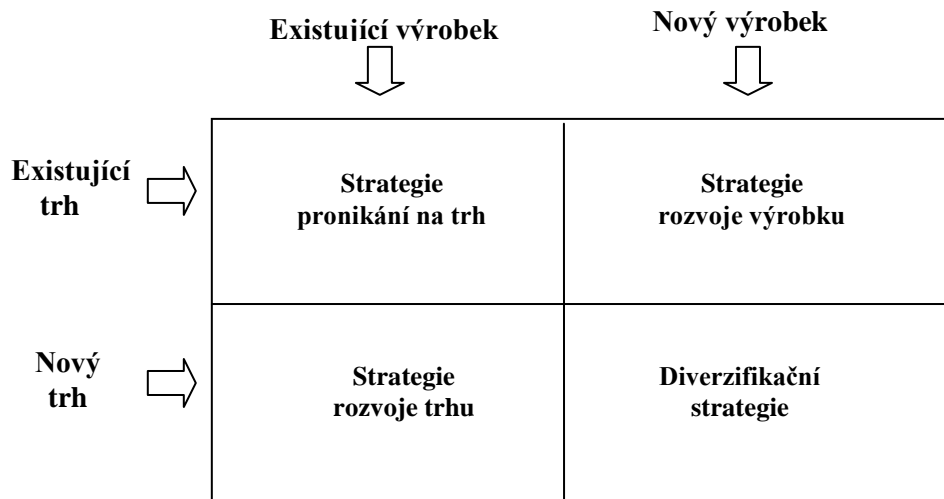 Existující výrobek
Nový výrobek
Existující
trh
Strategie
pronikání na trh
Strategie
rozvoje výrobku
Nový
trh
Strategie
rozvoje trhu
Diverzifikační
strategie